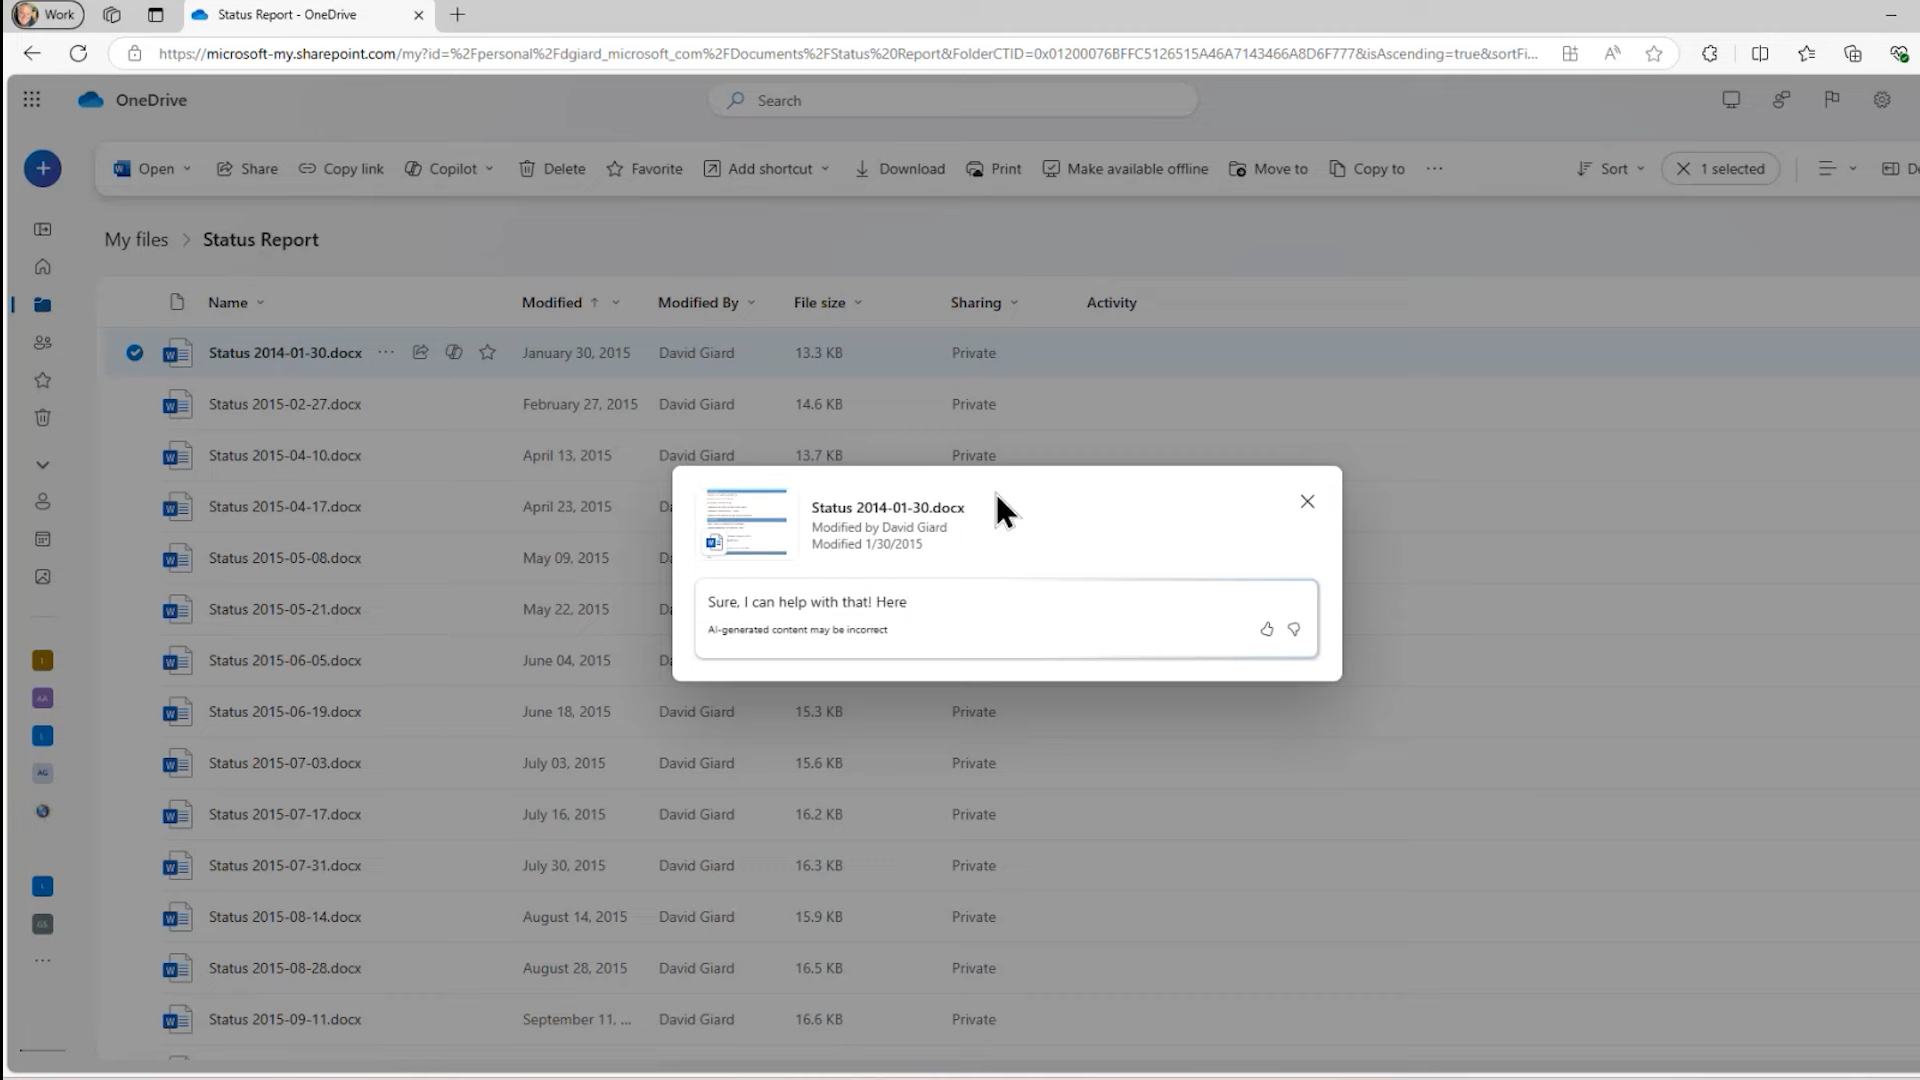 Work
Status Report - OneDrive
https://microsoft-my.sharepoint.com/my?id=%2Fpersonal%2Fdgiard_microsoft_com%2FDocuments%2FStatus%20Report&FolderCTID=0x01200076BFFC5126515A46A7143466A8D6F777&isAscending=true&sortFi...
OneDrive
Search
Open
Share
Copy link
Copilot
Delete
Favorite
Add shortcut
Download
Print
Make available offline
Move to
Copy to
Sort
1 selected
De
My files > Status Report
Name Modified Modified By File size Sharing Activity
Status 2014-01-30.docx January 30, 2015 David Giard 13.3 KB Private
Status 2015-02-27.docx February 27, 2015 David Giard 14.6 KB Private
Status 2015-04-10.docx April 13, 2015 David Giard 13.7 KB Private
Status 2015-04-17.docx April 23, 2015 Da
Status 2015-05-08.docx May 09, 2015 Da
Status 2015-05-21.docx May 22, 2015 Da
Status 2015-06-05.docx June 04, 2015 Da
Status 2015-06-19.docx June 18, 2015 David Giard 15.3 KB Private
Status 2015-07-03.docx July 03, 2015 David Giard 15.6 KB Private
Status 2015-07-17.docx July 16, 2015 David Giard 16.2 KB Private
Status 2015-07-31.docx July 30, 2015 David Giard 16.3 KB Private
Status 2015-08-14.docx August 14, 2015 David Giard 15.9 KB Private
Status 2015-08-28.docx August 28, 2015 David Giard 16.5 KB Private
Status 2015-09-11.docx September 11, ... David Giard 16.6 KB Private
Status 2014-01-30.docx
Modified by David Giard
Modified 1/30/2015
Sure, I can help with that! Here
AI-generated content may be incorrect
AA
AG
GS